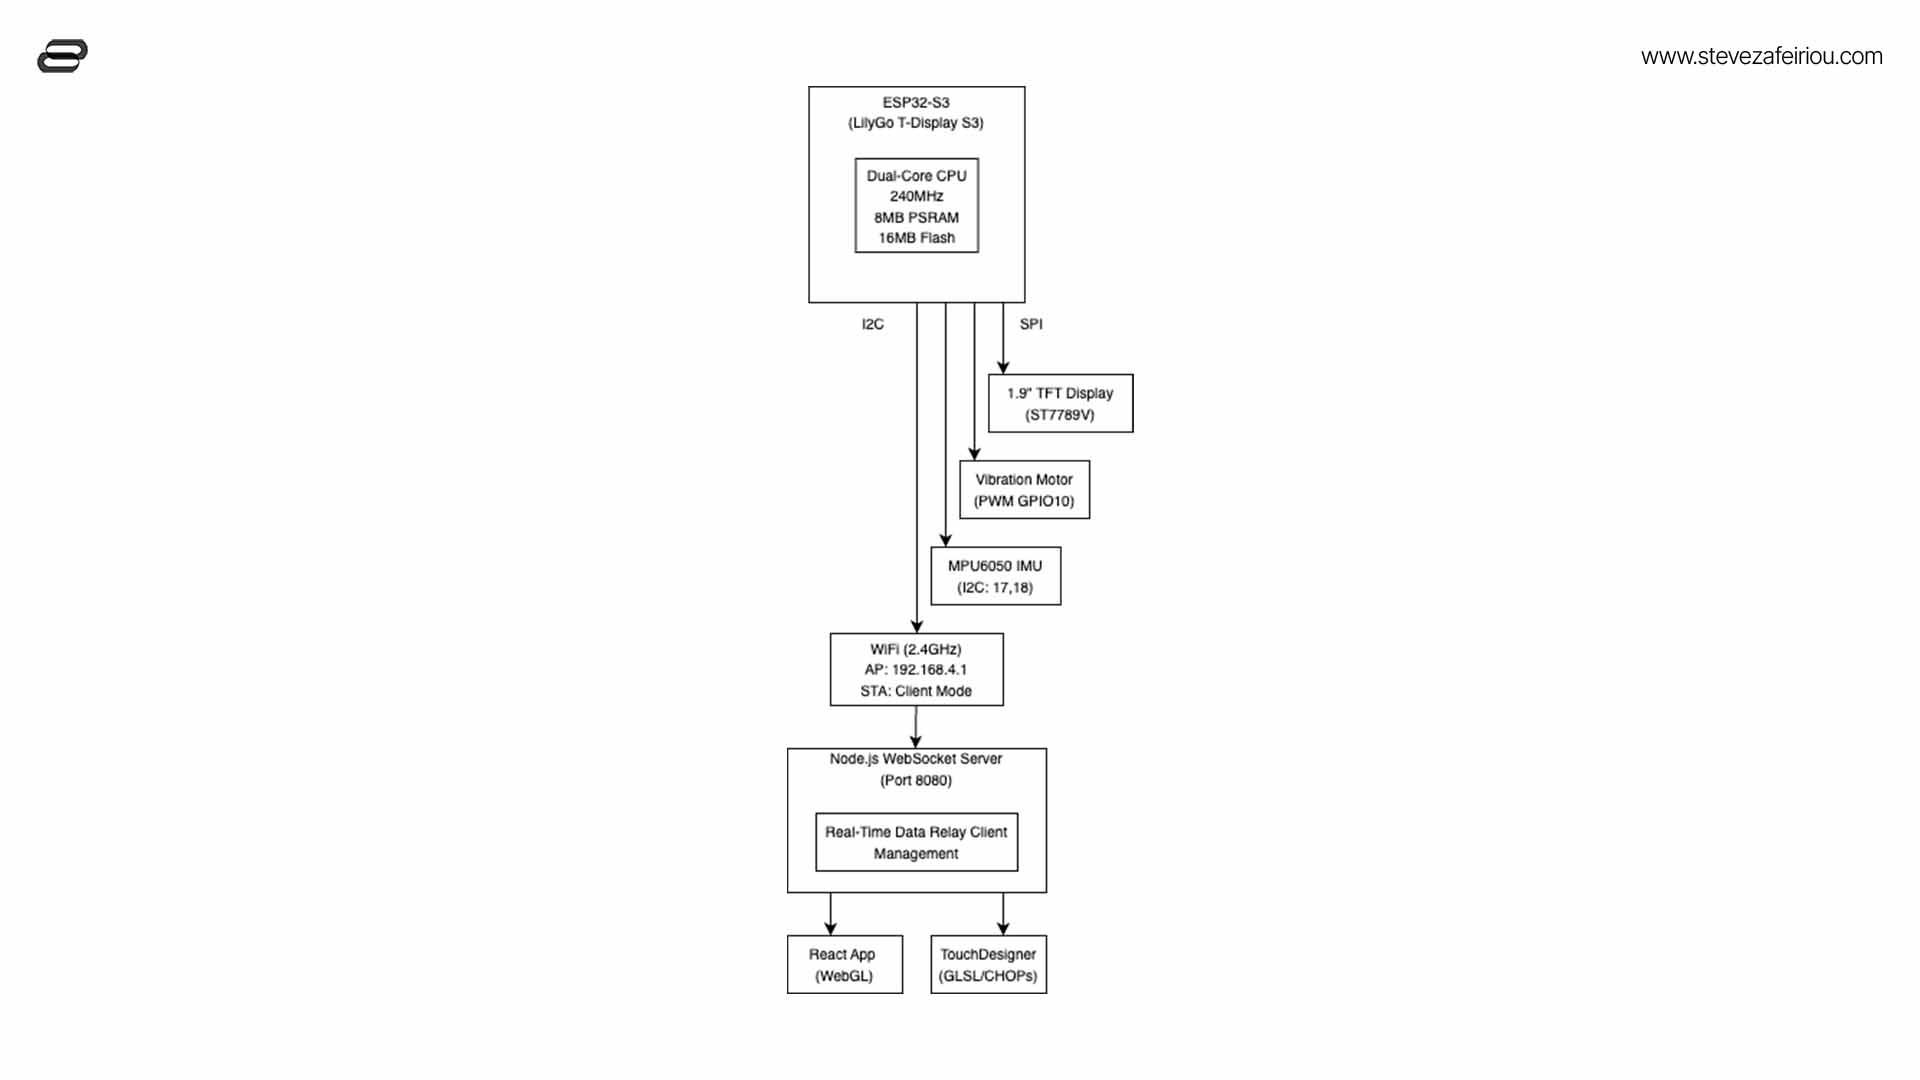 www.stevezafeiriou.com
ESP32-S3
(LilyGo T-Display S3)
Dual-Core CPU
240MHz
8MB PSRAM
16MB Flash
I2C
SPI
1.9" TFT Display
(ST7789V)
Vibration Motor
(PWM GPIO10)
MPU6050 IMU
(I2C: 17,18)
WiFi (2.4GHz)
AP: 192.168.4.1
STA: Client Mode
Node.js WebSocket Server
(Port 8080)
Real-Time Data Relay Client
Management
React App
(WebGL)
TouchDesigner
(GLSL/CHOPs)